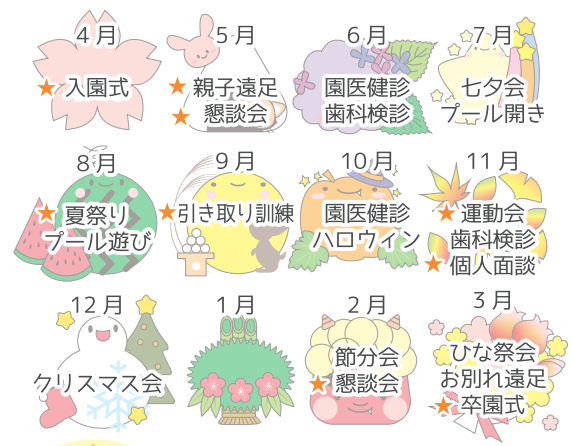 4月
★ 入園式
5月
★ 親子遠足
★ 懇談会
6月
園医健診
歯科検診
7月
七夕会
プール開き
8月
★ 夏祭り
プール遊び
9月
★ 引き取り訓練
10月
園医健診
ハロウィン
11月
★ 運動会
歯科検診
★ 個人面談
12月
クリスマス会
1月
2月
節分会
★ 懇談会
3月
ひな祭会
お別れ遠足
★ 卒園式